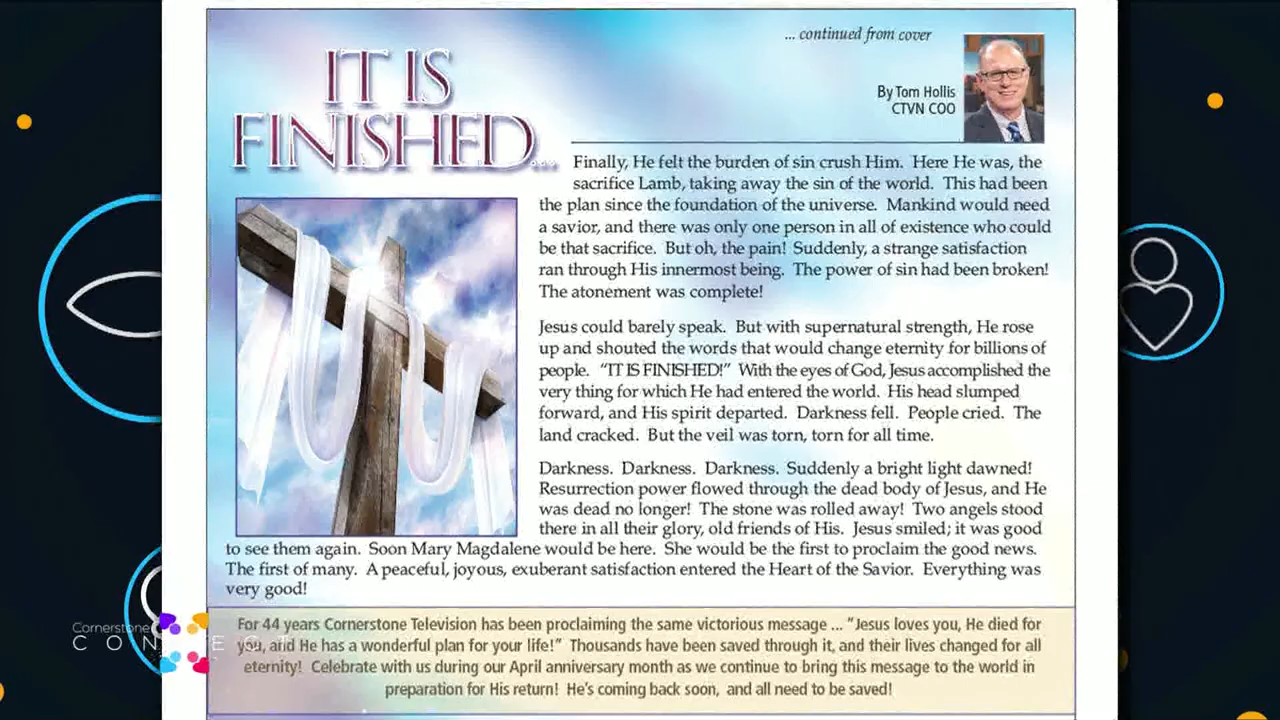 ... continued from cover
IT IS
FINISHED...
By Tom Hollis
CTVN COO
Finally, He felt the burden of sin crush Him. Here He was, the
sacrifice Lamb, taking away the sin of the world. This had been
the plan since the foundation of the universe. Mankind would need
a savior, and there was only one person in all of existence who could
be that sacrifice. But oh, the pain! Suddenly, a strange satisfaction
ran through His innermost being. The power of sin had been broken!
The atonement was complete!
Jesus could barely speak. But with supernatural strength, He rose
up and shouted the words that would change eternity for billions of
people. "IT IS FINISHED!" With the eyes of God, Jesus accomplished the
very thing for which He had entered the world. His head slumped
forward, and His spirit departed. Darkness fell. People cried. The
land cracked. But the veil was torn, torn for all time.
Darkness. Darkness. Darkness. Suddenly a bright light dawned!
Resurrection power flowed through the dead body of Jesus, and He
was dead no longer! The stone was rolled away! Two angels stood
there in all their glory, old friends of His. Jesus smiled; it was good
to see them again. Soon Mary Magdalene would be here. She would be the first to proclaim the good news.
The first of many. A peaceful, joyous, exuberant satisfaction entered the Heart of the Savior. Everything was
very good!
For 44 years Cornerstone Television has been proclaiming the same victorious message ... "Jesus loves you, He died for
you, and He has a wonderful plan for your life!" Thousands have been saved through it, and their lives changed for all
eternity! Celebrate with us during our April anniversary month as we continue to bring this message to the world in
preparation for His return! He's coming back soon, and all need to be saved!
Cornerstone
CONNECT